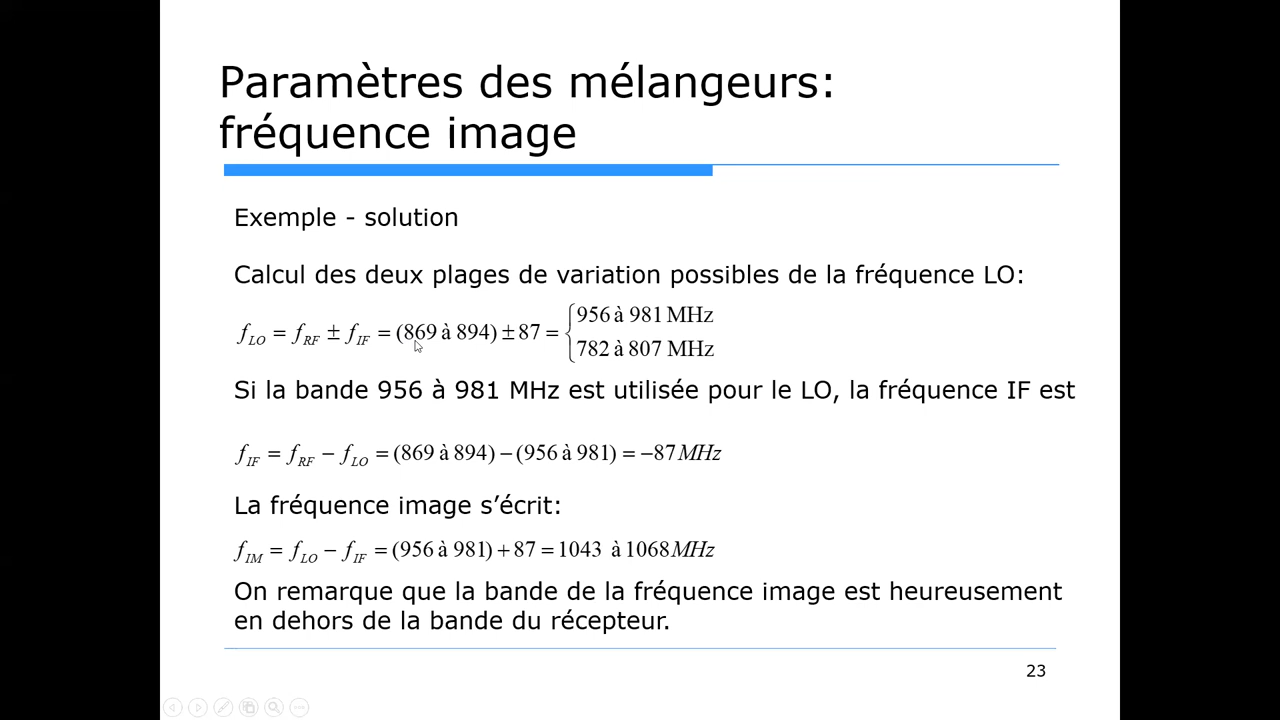 Paramètres des mélangeurs:
fréquence image
Exemple - solution
Calcul des deux plages de variation possibles de la fréquence LO:
f_LO = f_RF ± f_IF = (869 à 894) ± 87 = { 956 à 981 MHz
782 à 807 MHz
Si la bande 956 à 981 MHz est utilisée pour le LO, la fréquence IF est
f_IF = f_RF − f_LO = (869 à 894) − (956 à 981) = −87 MHz
La fréquence image s’écrit:
f_IM = f_LO − f_IF = (956 à 981) + 87 = 1043 à 1068 MHz
On remarque que la bande de la fréquence image est heureusement
en dehors de la bande du récepteur.
23